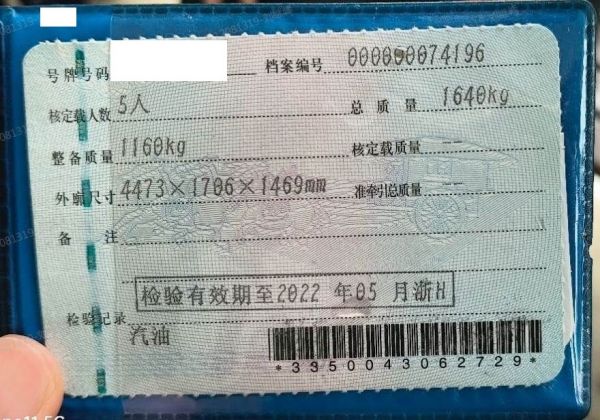 号牌号码 档案编号 000000074196
核定载人数 5人 总质量 1640kg
整备质量 1160kg 核定载质量 --
外廓尺寸 4473×1706×1469mm 准牵引总质量 --
备注
检验有效期至2022 年05 月浙H
检验记录
汽油
*3350043062729*